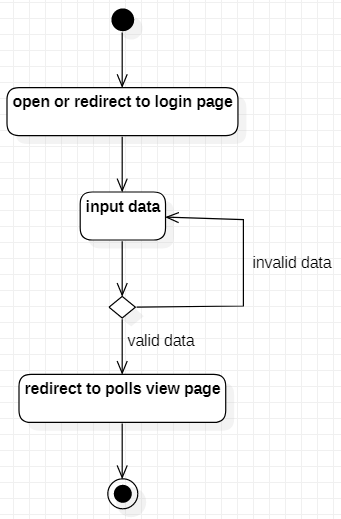 open or redirect to login page
input data
invalid data
valid data
redirect to polls view page